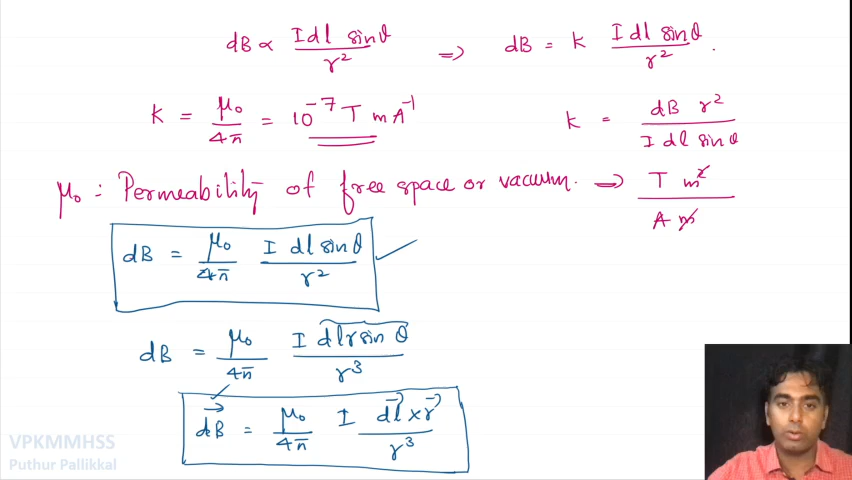 dB ∝ I dl sinθ / r² ⟹ dB = k I dl sinθ / r².
K = μ₀ / 4π = 10⁻⁷ T m A⁻¹
k = dB r² / I dl sinθ
μ₀ : Permeability of free space or vacuum. ⟹ T m² / A m
dB = μ₀ / 4π I dl sinθ / r² ✓
dB = μ₀ / 4π I dl r sin θ / r³
d⃗B = μ₀ / 4π I d⃗l × r⃗ / r³
VPKMMHSS
Puthur Pallikkal